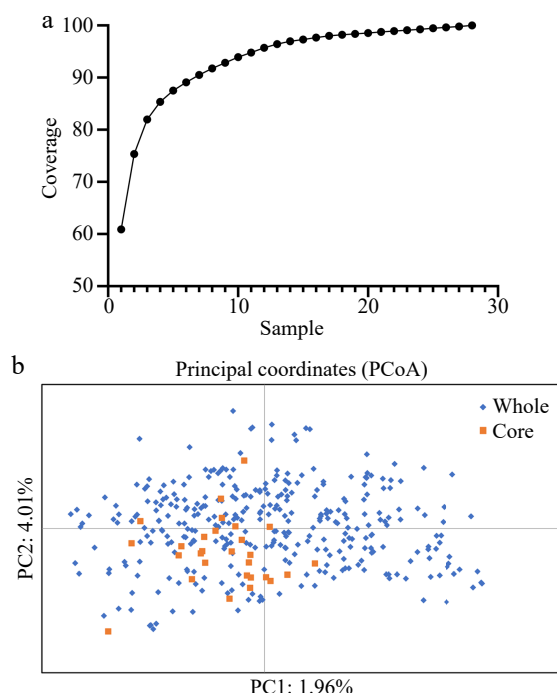 a
100
90
80
70
60
50
Coverage
0 10 20 30
Sample
b
Principal coordinates (PCoA)
Whole
Core
PC2: 4.01%
PC1: 1.96%